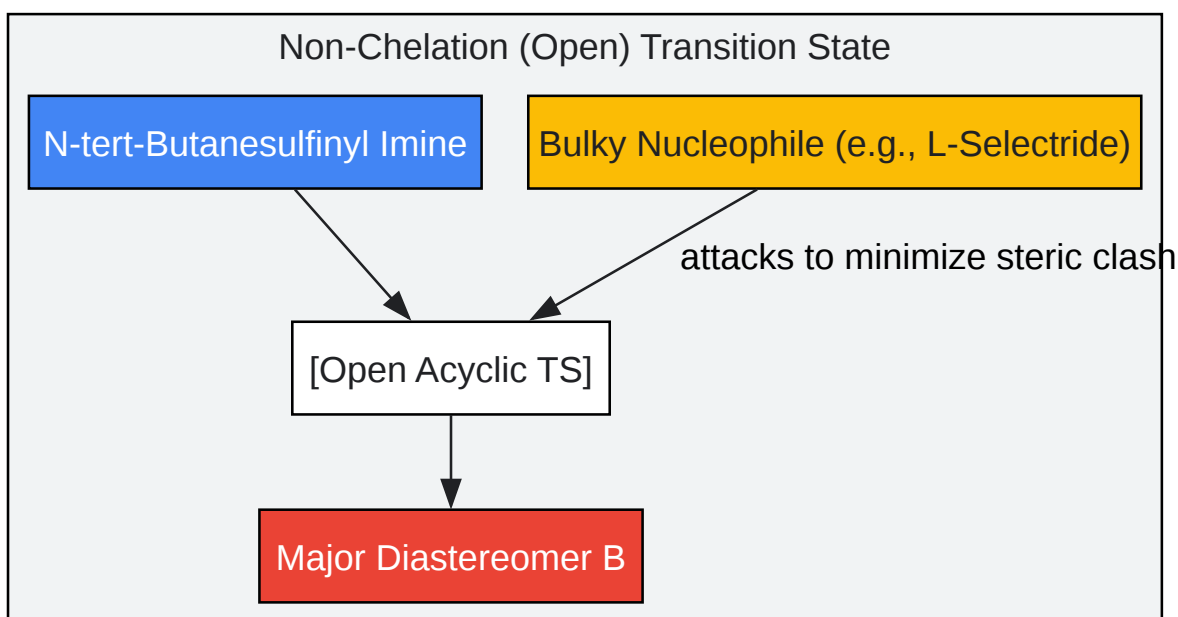 Non-Chelation (Open) Transition State
N-tert-Butanesulfinyl Imine
Bulky Nucleophile (e.g., L-Selectride)
attacks to minimize steric clash
[Open Acyclic TS]
Major Diastereomer B